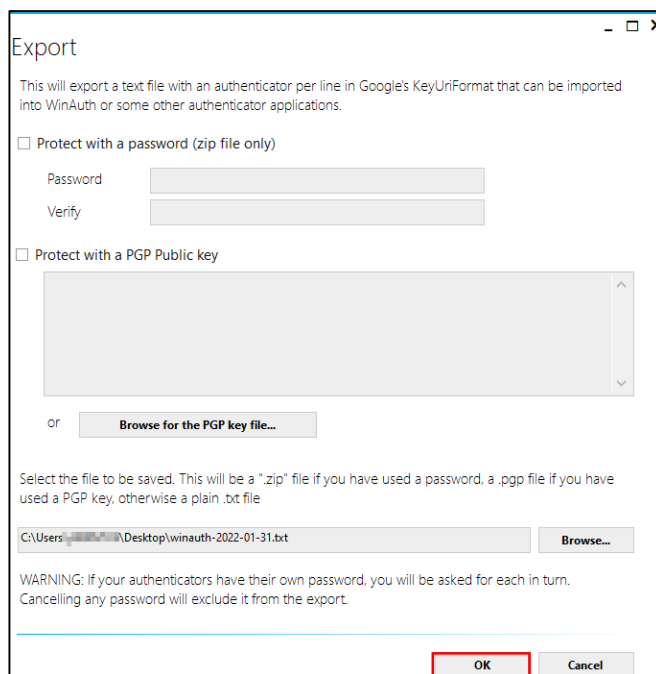 Export
This will export a text file with an authenticator per line in Google's KeyUriFormat that can be imported
into WinAuth or some other authenticator applications.
Protect with a password (zip file only)
Password
Verify
Protect with a PGP Public key
or
Browse for the PGP key file...
Select the file to be saved. This will be a ".zip" file if you have used a password, a .pgp file if you have
used a PGP key, otherwise a plain .txt file
C:\Users\ \Desktop\winauth-2022-01-31.txt
Browse...
WARNING: If your authenticators have their own password, you will be asked for each in turn.
Cancelling any password will exclude it from the export.
OK
Cancel